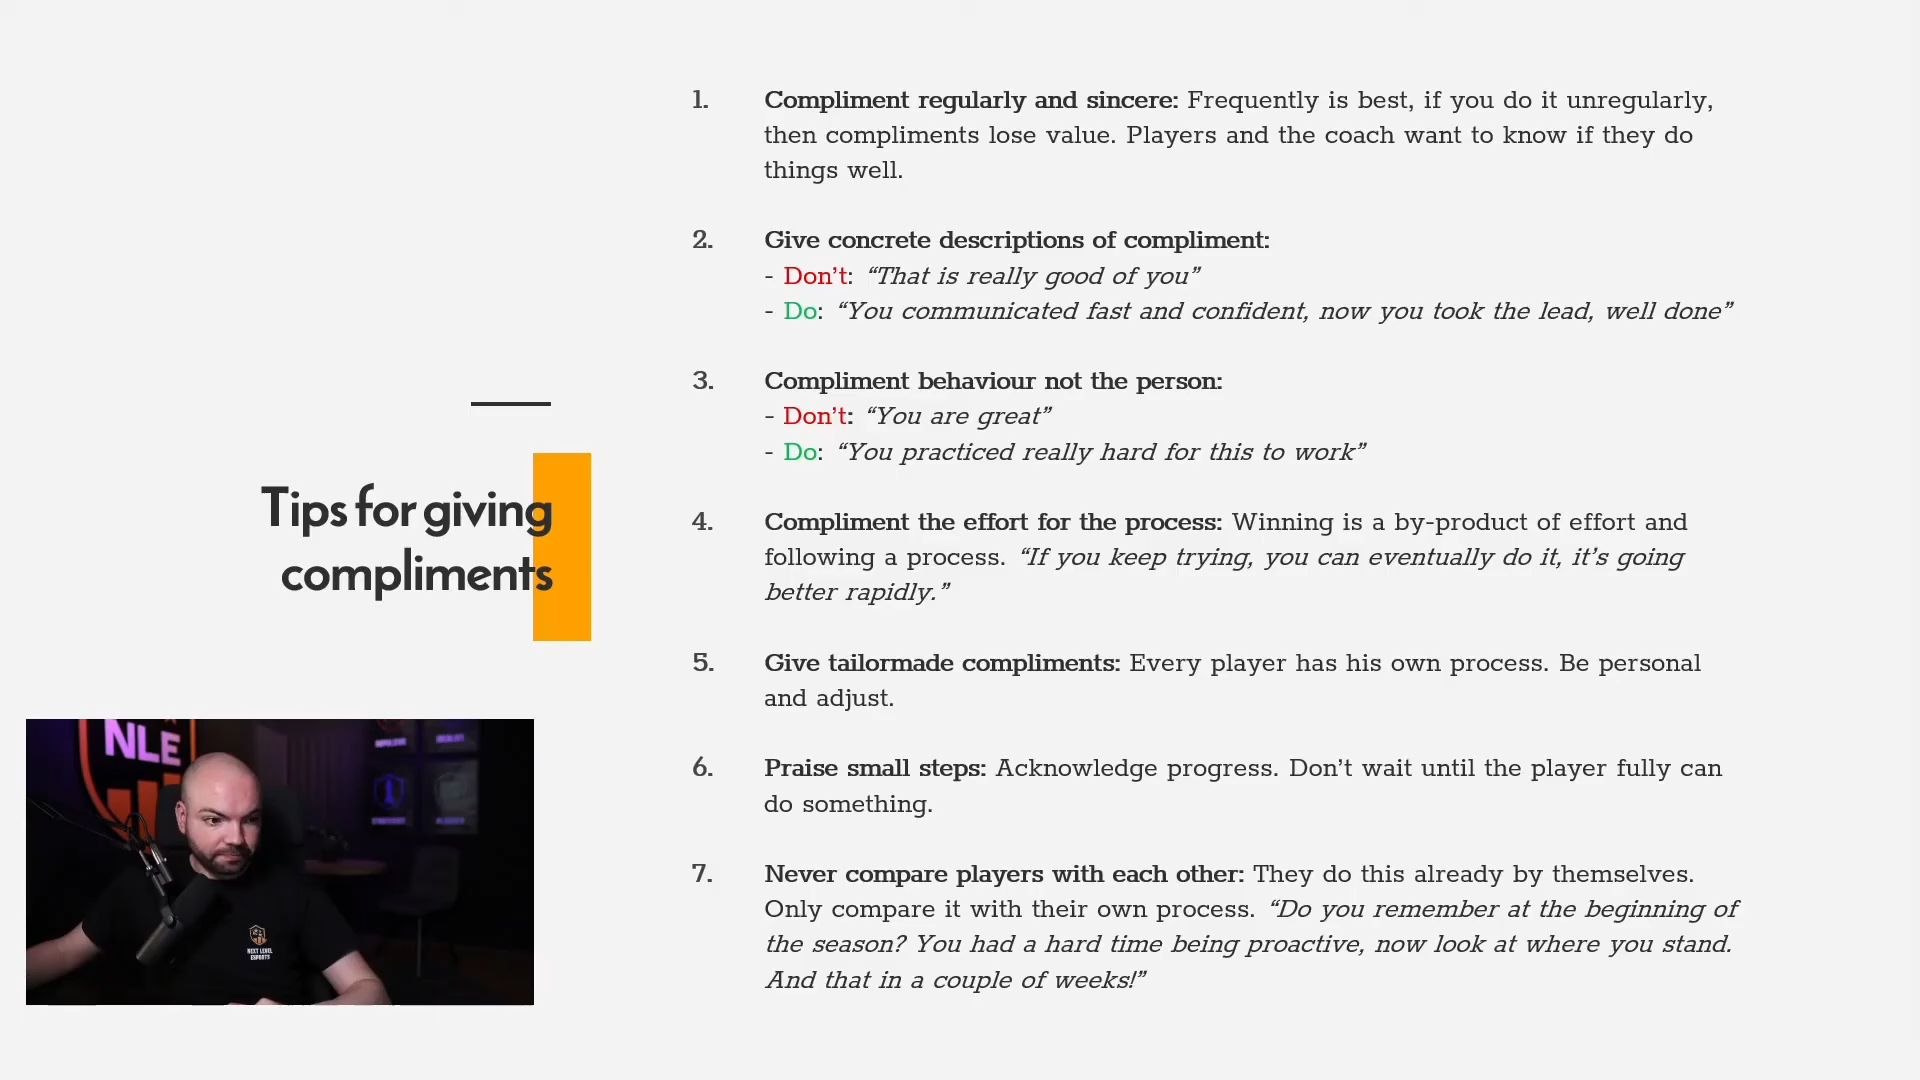 Tips for giving
compliments
1. Compliment regularly and sincere: Frequently is best, if you do it unregularly,
then compliments lose value. Players and the coach want to know if they do
things well.
2. Give concrete descriptions of compliment:
- Don’t: “That is really good of you”
- Do: “You communicated fast and confident, now you took the lead, well done”
3. Compliment behaviour not the person:
- Don’t: “You are great”
- Do: “You practiced really hard for this to work”
4. Compliment the effort for the process: Winning is a by-product of effort and
following a process. “If you keep trying, you can eventually do it, it’s going
better rapidly.”
5. Give tailormade compliments: Every player has his own process. Be personal
and adjust.
6. Praise small steps: Acknowledge progress. Don’t wait until the player fully can
do something.
7. Never compare players with each other: They do this already by themselves.
Only compare it with their own process. “Do you remember at the beginning of
the season? You had a hard time being proactive, now look at where you stand.
And that in a couple of weeks!”
NLE
NEXT LEVEL
ESPORTS